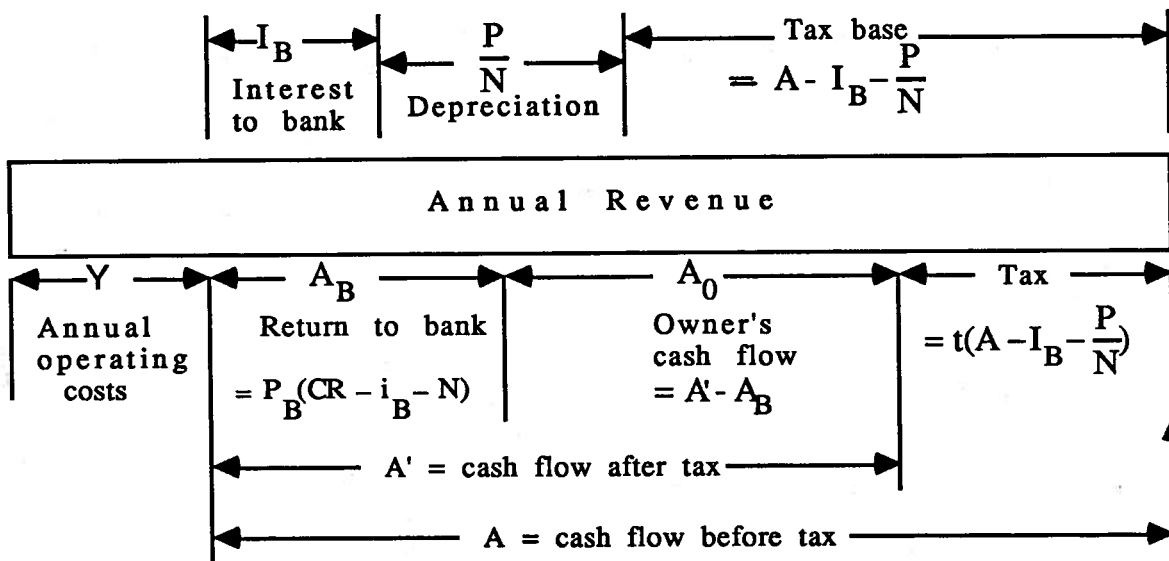 I_B
Interest
to bank
P/N
Depreciation
Tax base
= A - I_B - P/N
Annual Revenue
Y
Annual
operating
costs
A_B
Return to bank
= P_B(CR - i_B - N)
A_0
Owner's
cash flow
= A' - A_B
Tax
= t(A - I_B - P/N)
A' = cash flow after tax
A = cash flow before tax